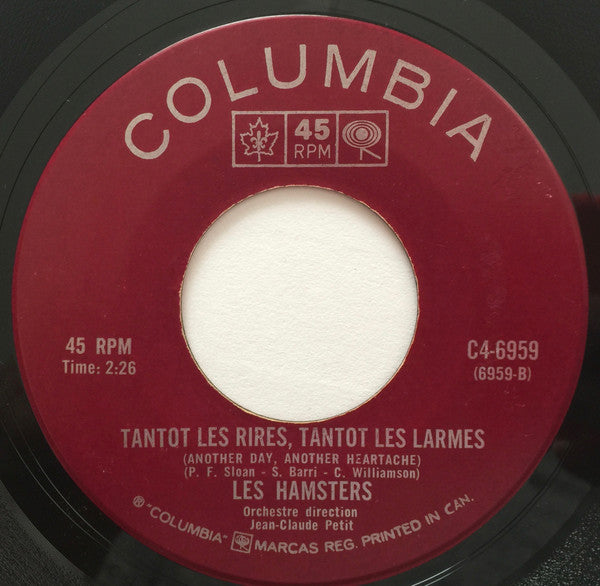 COLUMBIA
45
RPM
45 RPM
Time: 2:26
C4-6959
(6959-B)
TANTOT LES RIRES, TANTOT LES LARMES
(ANOTHER DAY, ANOTHER HEARTACHE)
(P. F. Sloan - S. Barri - C. Williamson)
LES HAMSTERS
Orchestre direction
Jean-Claude Petit
® "COLUMBIA" MARCAS REG. PRINTED IN CAN.